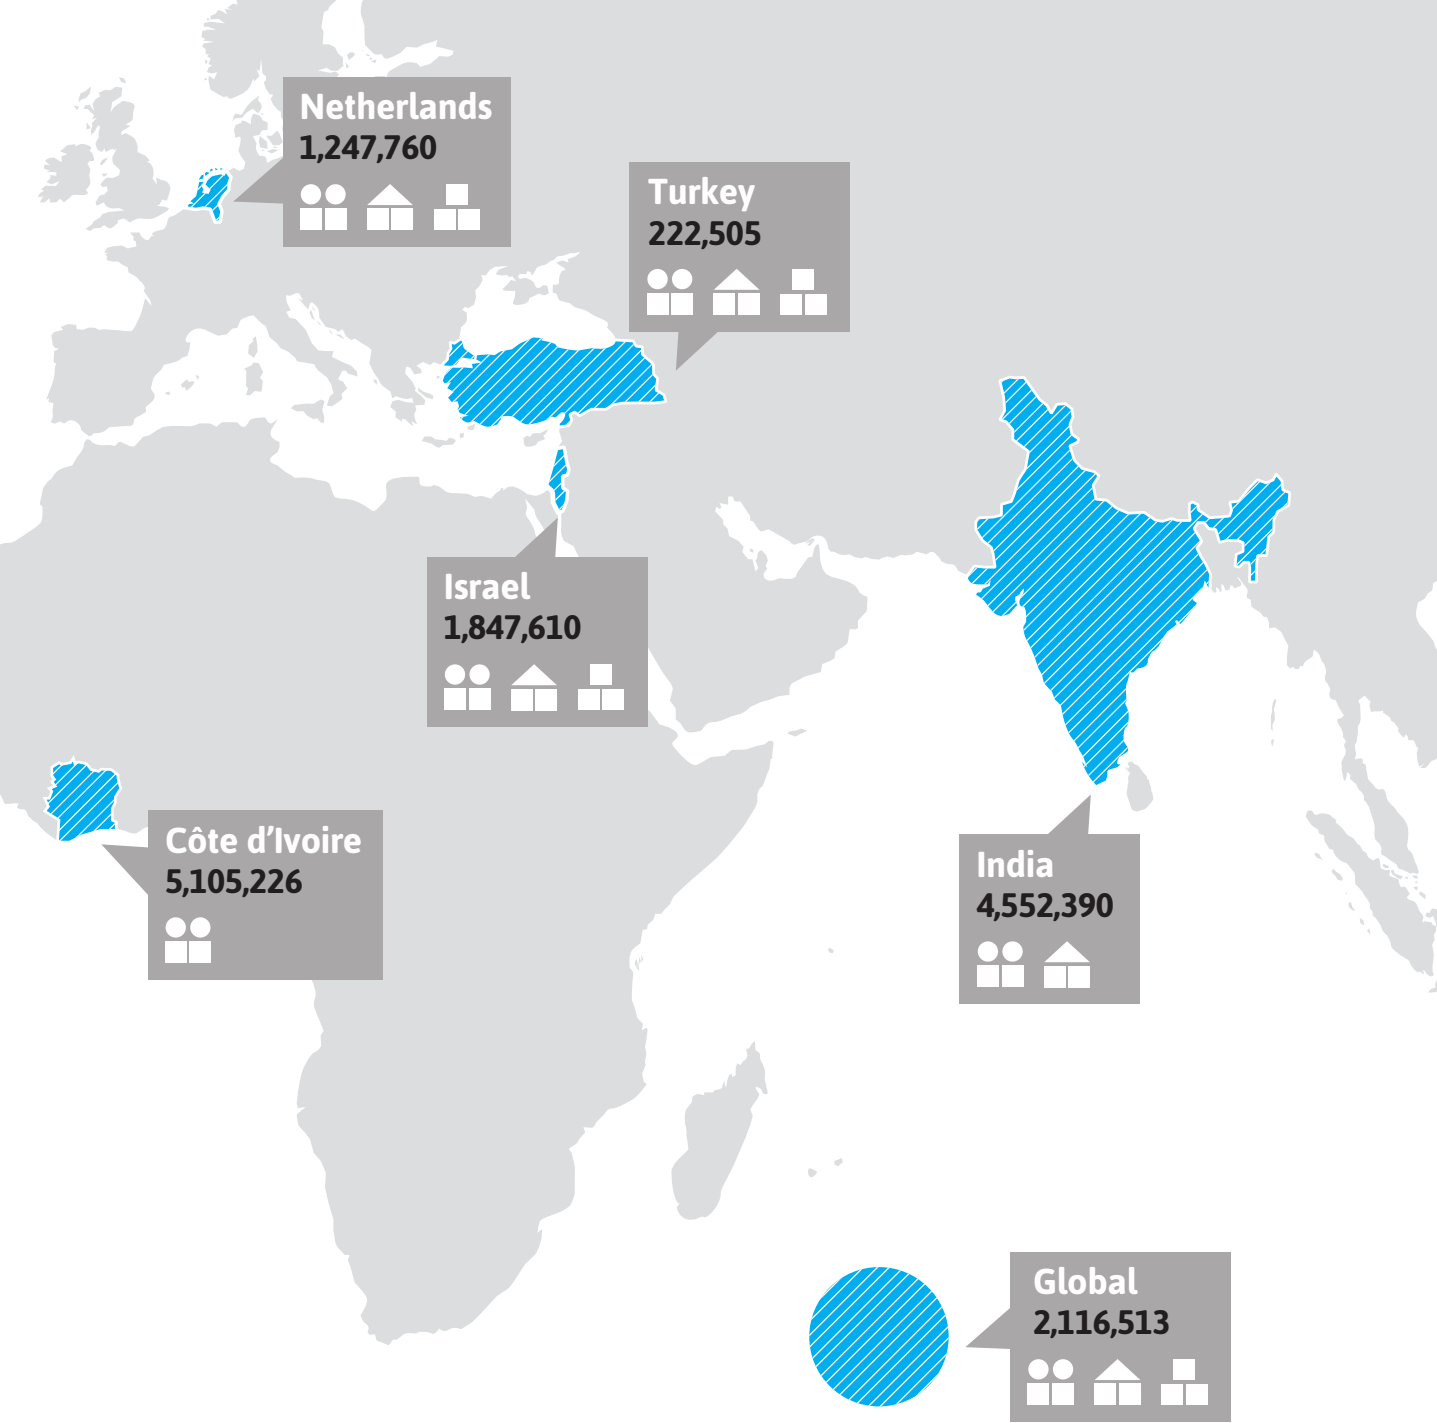 Netherlands
1,247,760
Turkey
222,505
Israel
1,847,610
Côte d’Ivoire
5,105,226
India
4,552,390
Global
2,116,513